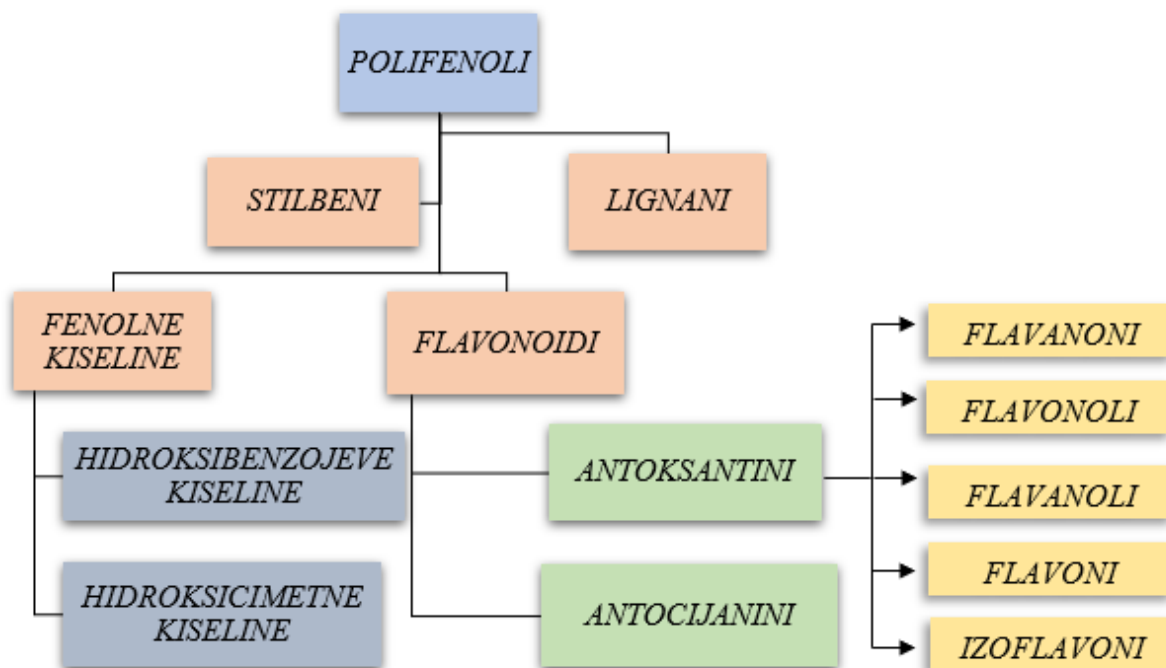 POLIFENOLI
STILBENI
LIGNANI
FENOLNE
KISELINE
FLAVONOIDI
HIDROKSIBENZOJEVE
KISELINE
HIDROKSICIMETNE
KISELINE
ANTOKSANTINI
ANTOCIJANINI
FLAVANONI
FLAVONOLI
FLAVANOLI
FLAVONI
IZOFLAVONI